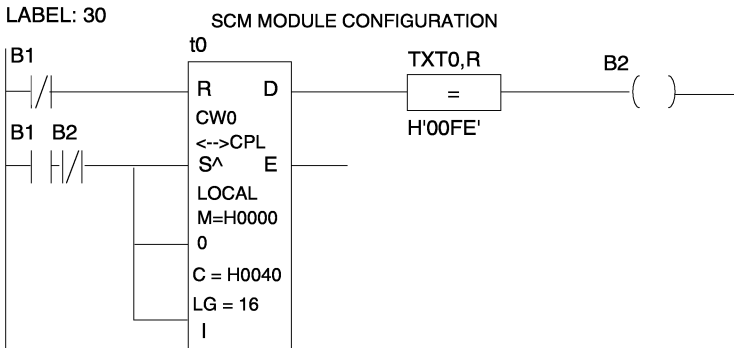 LABEL: 30
SCM MODULE CONFIGURATION
t0
B1
R D
TXT0,R
=
H'00FE'
B2
CW0
<-->CPL
B1 B2
S^ E
LOCAL
M=H0000
0
C = H0040
LG = 16
I